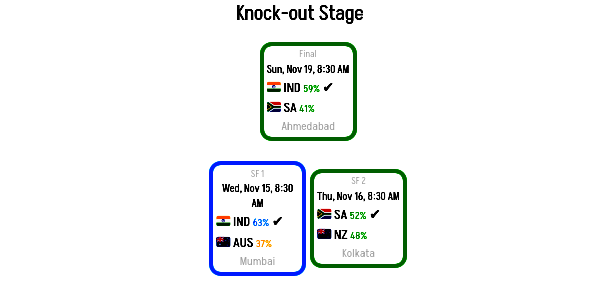 Knock-out Stage
Final
Sun, Nov 19, 8:30 AM
IND 59% ✔
SA 41%
Ahmedabad
SF 1
Wed, Nov 15, 8:30
AM
IND 63% ✔
AUS 37%
Mumbai
SF 2
Thu, Nov 16, 8:30 AM
SA 52% ✔
NZ 48%
Kolkata